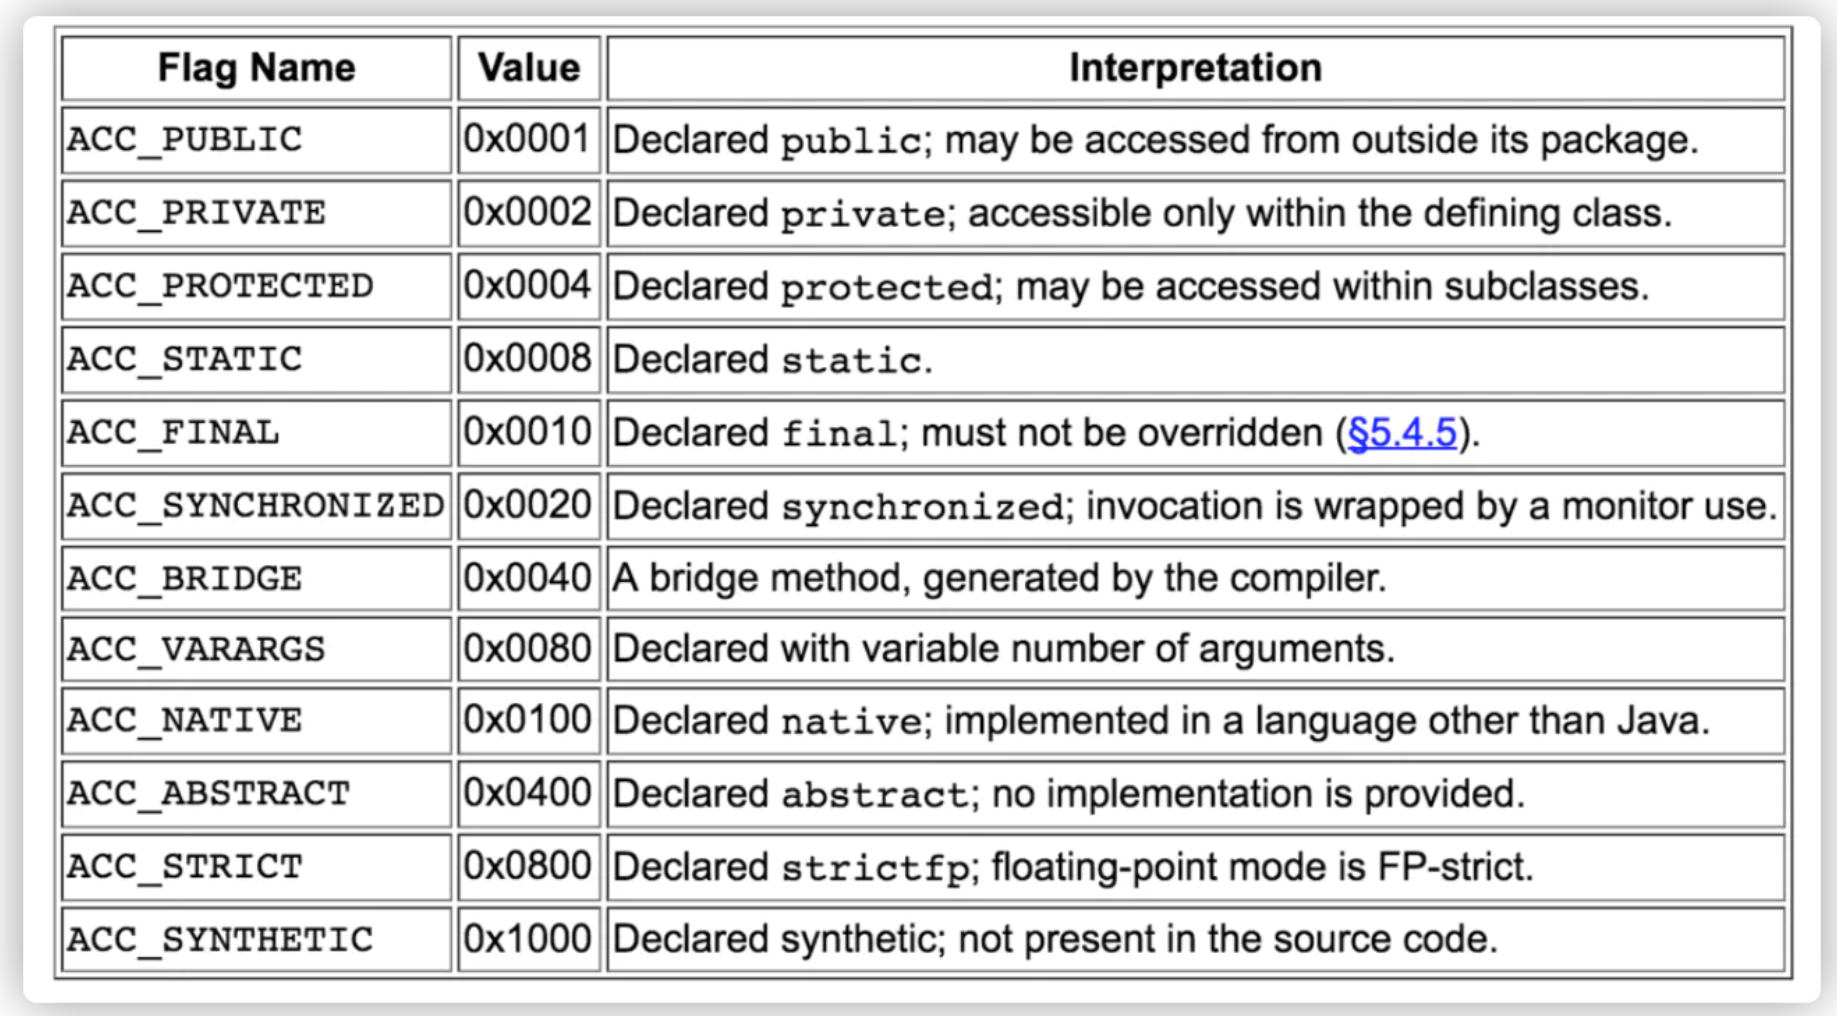 Flag Name Value Interpretation
ACC_PUBLIC 0x0001 Declared public; may be accessed from outside its package.
ACC_PRIVATE 0x0002 Declared private; accessible only within the defining class.
ACC_PROTECTED 0x0004 Declared protected; may be accessed within subclasses.
ACC_STATIC 0x0008 Declared static.
ACC_FINAL 0x0010 Declared final; must not be overridden (§5.4.5).
ACC_SYNCHRONIZED 0x0020 Declared synchronized; invocation is wrapped by a monitor use.
ACC_BRIDGE 0x0040 A bridge method, generated by the compiler.
ACC_VARARGS 0x0080 Declared with variable number of arguments.
ACC_NATIVE 0x0100 Declared native; implemented in a language other than Java.
ACC_ABSTRACT 0x0400 Declared abstract; no implementation is provided.
ACC_STRICT 0x0800 Declared strictfp; floating-point mode is FP-strict.
ACC_SYNTHETIC 0x1000 Declared synthetic; not present in the source code.